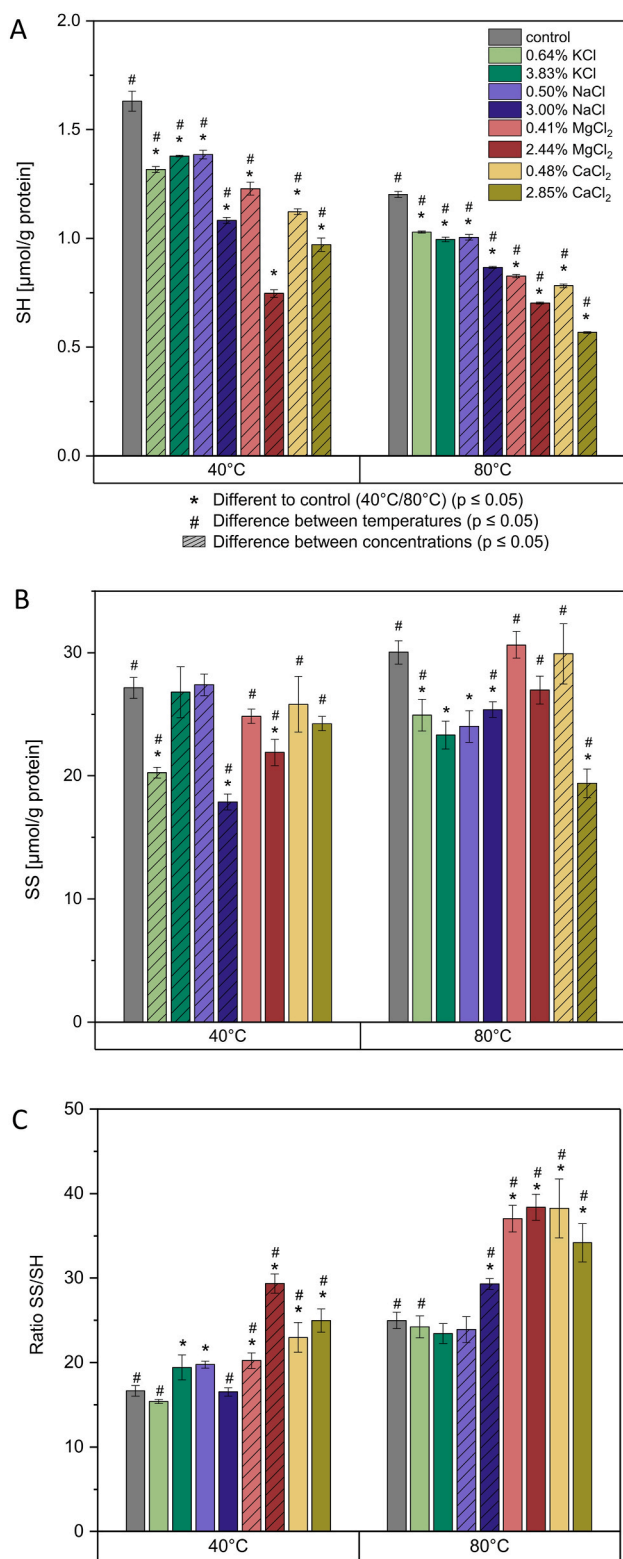 A
2.0
1.5
1.0
0.5
0.0
SH [µmol/g protein]
control
0.64% KCl
3.83% KCl
0.50% NaCl
3.00% NaCl
0.41% MgCl₂
2.44% MgCl₂
0.48% CaCl₂
2.85% CaCl₂
# # * # * # * # * # * * # * # *
# # * # * # * # * # * # * # * # *
40°C 80°C
* Different to control (40°C/80°C) (p ≤ 0.05)
# Difference between temperatures (p ≤ 0.05)
Difference between concentrations (p ≤ 0.05)
B
30
20
10
0
SS [µmol/g protein]
# # * # * # # * # #
# # * * * # * # # # # *
40°C 80°C
C
50
40
30
20
10
0
Ratio SS/SH
# # * * # # * # * # * # *
# # # * # * # * # * # *
40°C 80°C